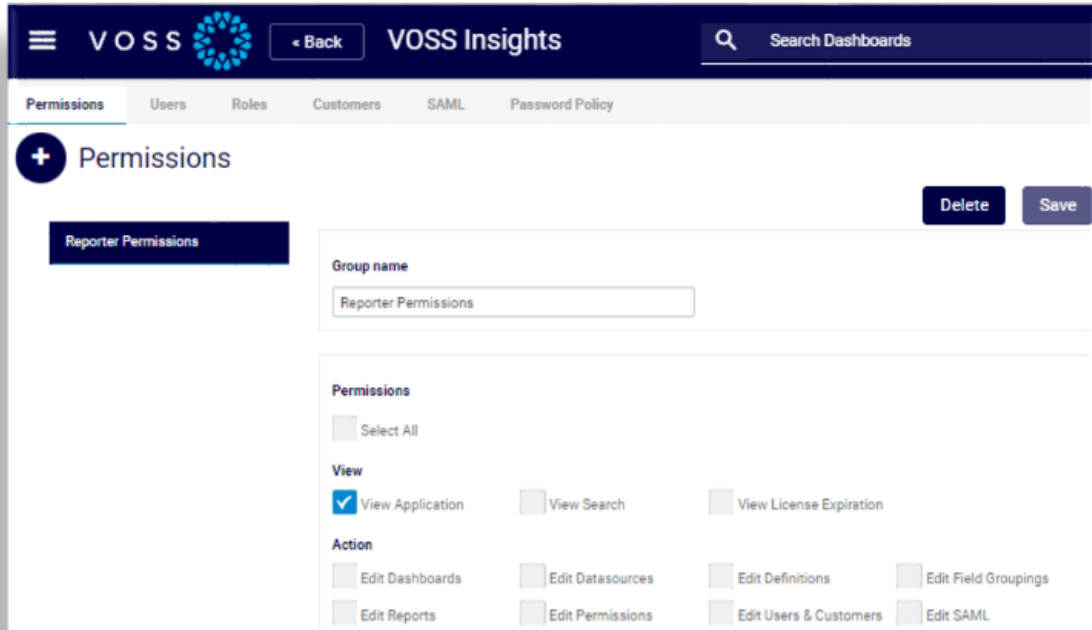 VOSS « Back VOSS Insights Search Dashboards
Permissions Users Roles Customers SAML Password Policy
+ Permissions
Delete Save
Reporter Permissions
Group name
Reporter Permissions
Permissions
Select All
View
View Application View Search View License Expiration
Action
Edit Dashboards Edit Datasources Edit Definitions Edit Field Groupings
Edit Reports Edit Permissions Edit Users & Customers Edit SAML